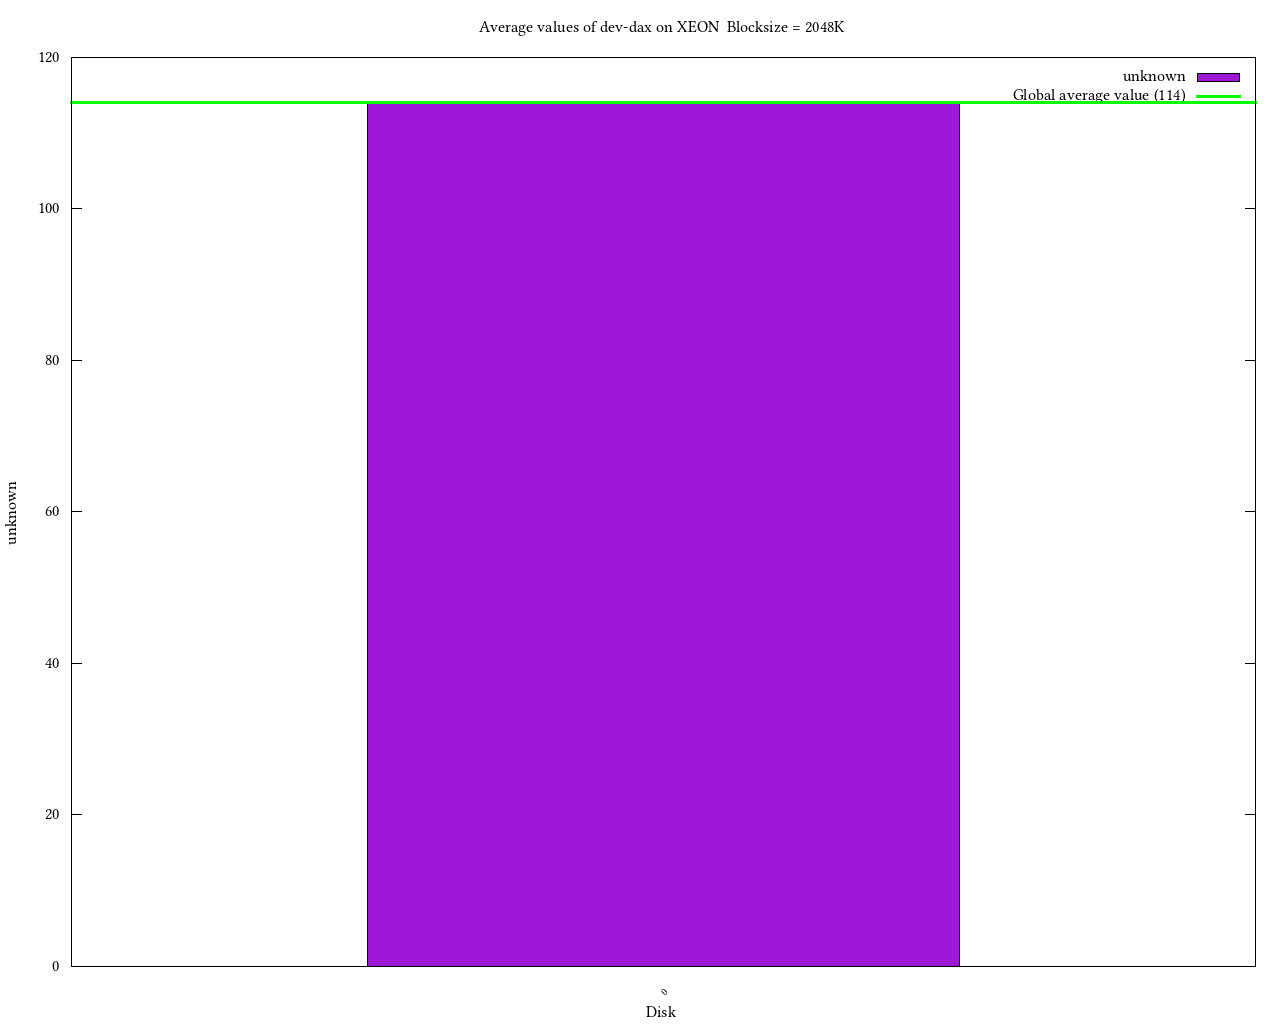 Average values of dev-dax on XEON  Blocksize = 2048K
120
unknown
Global average value (114)
100
80
60
unknown
40
20
0
0
Disk